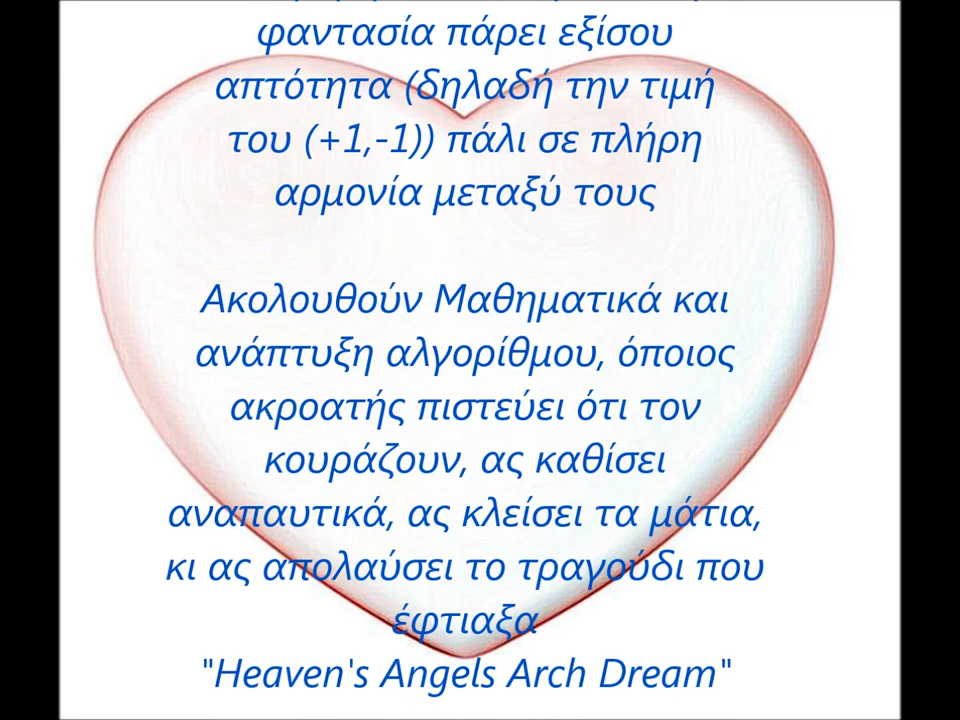 φαντασία πάρει εξίσου
απτότητα (δηλαδή την τιμή
του (+1,-1)) πάλι σε πλήρη
αρμονία μεταξύ τους
Ακολουθούν Μαθηματικά και
ανάπτυξη αλγορίθμου, όποιος
ακροατής πιστεύει ότι τον
κουράζουν, ας καθίσει
αναπαυτικά, ας κλείσει τα μάτια,
κι ας απολαύσει το τραγούδι που
έφτιαξα
"Heaven's Angels Arch Dream"